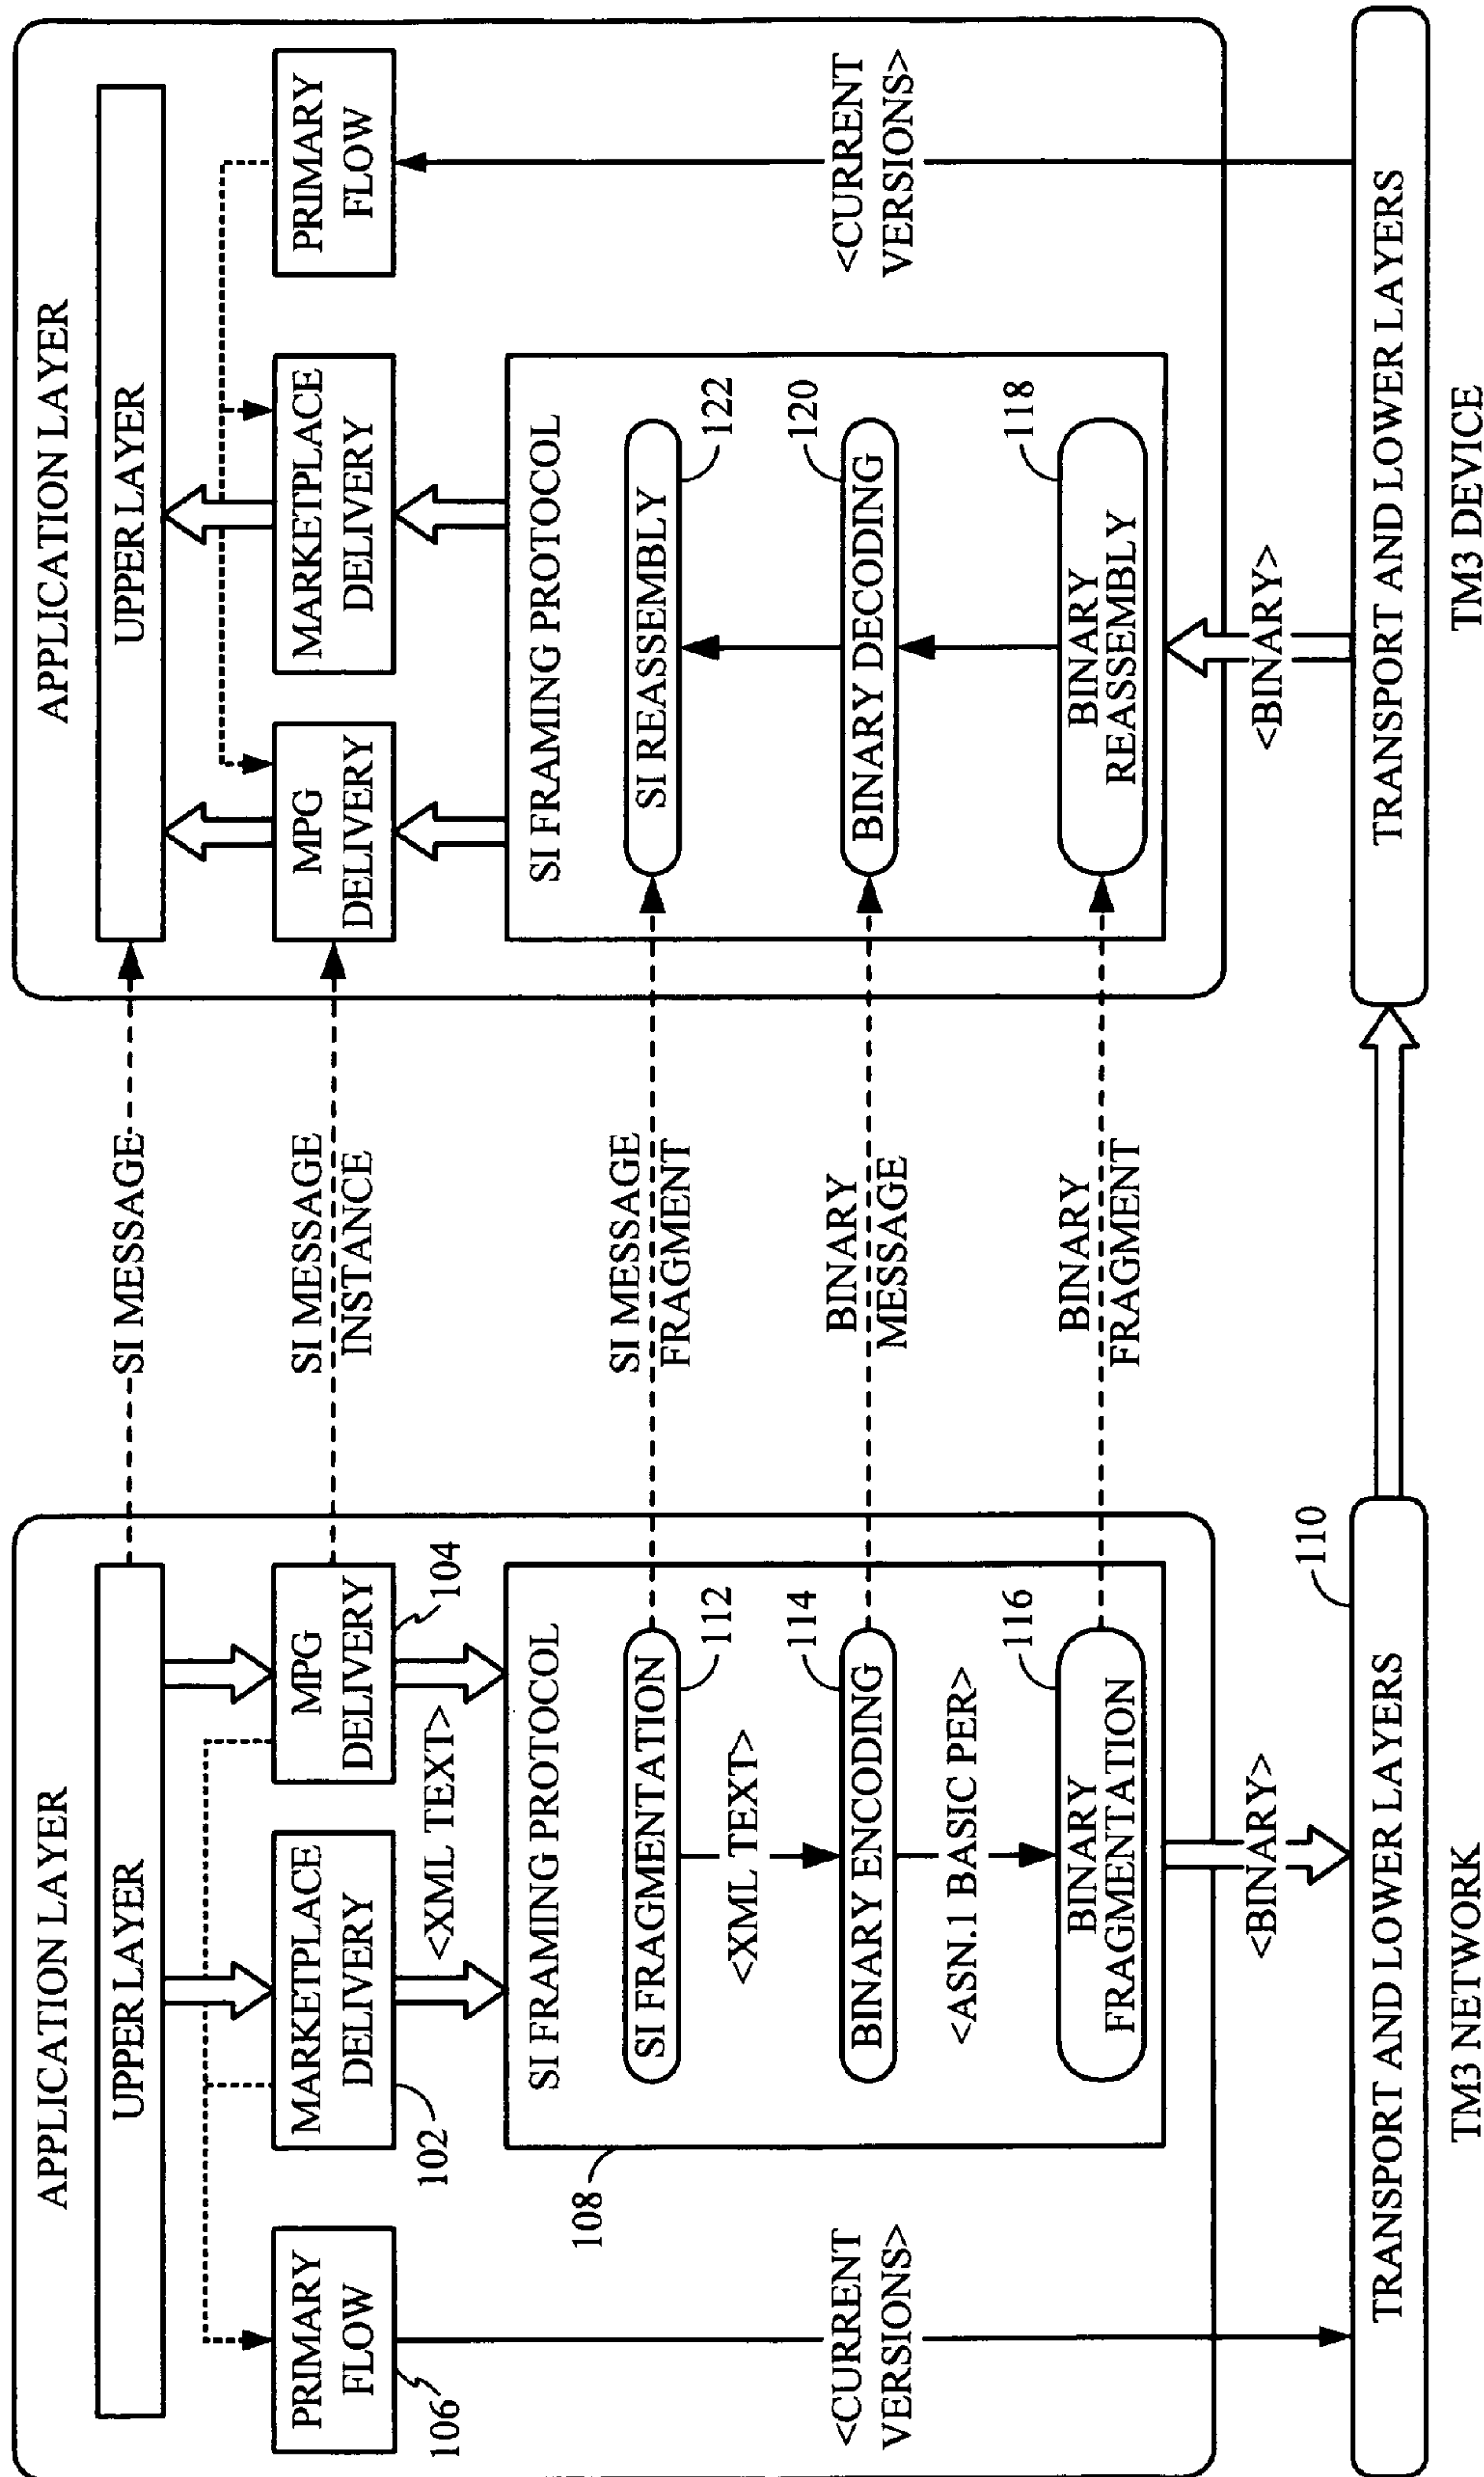 APPLICATION LAYER
UPPER LAYER
PRIMARY
FLOW
106
MARKETPLACE
DELIVERY
102
MPG
DELIVERY
104
<XML TEXT>
108
SI FRAMING PROTOCOL
SI FRAGMENTATION
112
<XML TEXT>
BINARY ENCODING
114
<ASN.1 BASIC PER>
BINARY
FRAGMENTATION
116
<CURRENT
VERSIONS>
<BINARY>
110
TRANSPORT AND LOWER LAYERS
TM3 NETWORK
SI MESSAGE
SI MESSAGE
INSTANCE
SI MESSAGE
FRAGMENT
BINARY
MESSAGE
BINARY
FRAGMENT
APPLICATION LAYER
UPPER LAYER
MPG
DELIVERY
MARKETPLACE
DELIVERY
PRIMARY
FLOW
SI FRAMING PROTOCOL
SI REASSEMBLY
122
BINARY DECODING
120
BINARY
REASSEMBLY
118
<CURRENT
VERSIONS>
<BINARY>
TRANSPORT AND LOWER LAYERS
TM3 DEVICE